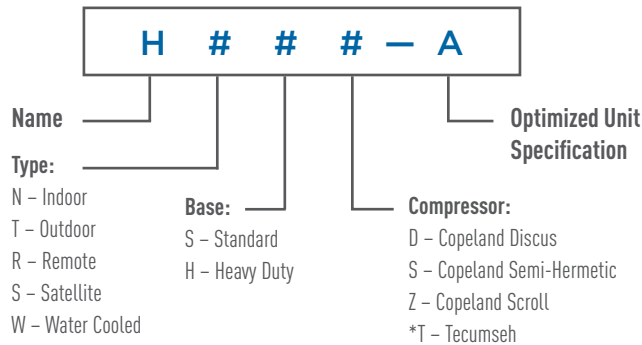 H # # # – A
Name
Optimized Unit
Specification
Type:
N – Indoor
T – Outdoor
R – Remote
S – Satellite
W – Water Cooled
Base:
S – Standard
H – Heavy Duty
Compressor:
D – Copeland Discus
S – Copeland Semi-Hermetic
Z – Copeland Scroll
*T – Tecumseh